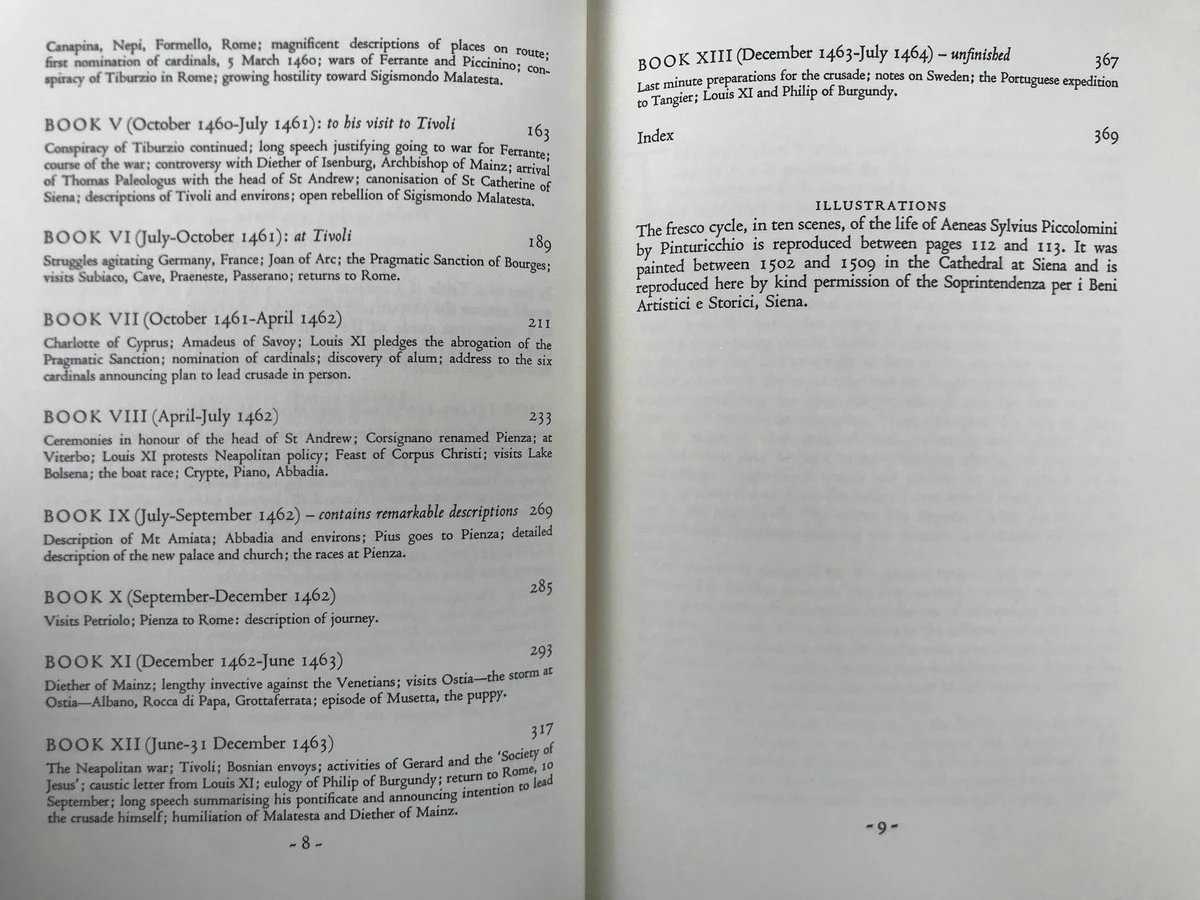 Canapina, Nepi, Formello, Rome; magnificent descriptions of places on route;
first nomination of cardinals, 5 March 1460; wars of Ferrante and Piccinino; con-
spiracy of Tiburzio in Rome; growing hostility toward Sigismondo Malatesta.
BOOK V (October 1460-July 1461): to his visit to Tivoli 163
Conspiracy of Tiburzio continued; long speech justifying going to war for Ferrante;
course of the war; controversy with Diether of Isenburg, Archbishop of Mainz; arrival
of Thomas Paleologus with the head of St Andrew; canonisation of St Catherine of
Siena; descriptions of Tivoli and environs; open rebellion of Sigismondo Malatesta.
BOOK VI (July-October 1461): at Tivoli 189
Struggles agitating Germany, France; Joan of Arc; the Pragmatic Sanction of Bourges;
visits Subiaco, Cave, Praeneste, Passerano; returns to Rome.
BOOK VII (October 1461-April 1462) 211
Charlotte of Cyprus; Amadeus of Savoy; Louis XI pledges the abrogation of the
Pragmatic Sanction; nomination of cardinals; discovery of alum; address to the six
cardinals announcing plan to lead crusade in person.
BOOK VIII (April-July 1462) 233
Ceremonies in honour of the head of St Andrew; Corsignano renamed Pienza; at
Viterbo; Louis XI protests Neapolitan policy; Feast of Corpus Christi; visits Lake
Bolsena; the boat race; Crypte, Piano, Abbadia.
BOOK IX (July-September 1462) – contains remarkable descriptions 269
Description of Mt Amiata; Abbadia and environs; Pius goes to Pienza; detailed
description of the new palace and church; the races at Pienza.
BOOK X (September-December 1462) 285
Visits Petriolo; Pienza to Rome: description of journey.
BOOK XI (December 1462-June 1463) 293
Diether of Mainz; lengthy invective against the Venetians; visits Ostia—the storm at
Ostia—Albano, Rocca di Papa, Grottaferrata; episode of Musetta, the puppy.
BOOK XII (June-31 December 1463) 317
The Neapolitan war; Tivoli; Bosnian envoys; activities of Gerard and the ‘Society of
Jesus’; caustic letter from Louis XI; eulogy of Philip of Burgundy; return to Rome, 10
September; long speech summarising his pontificate and announcing intention to lead
the crusade himself; humiliation of Malatesta and Diether of Mainz.
- 8 -
BOOK XIII (December 1463-July 1464) – unfinished 367
Last minute preparations for the crusade; notes on Sweden; the Portuguese expedition
to Tangier; Louis XI and Philip of Burgundy.
Index 369
ILLUSTRATIONS
The fresco cycle, in ten scenes, of the life of Aeneas Sylvius Piccolomini
by Pinturicchio is reproduced between pages 112 and 113. It was
painted between 1502 and 1509 in the Cathedral at Siena and is
reproduced here by kind permission of the Soprintendenza per i Beni
Artistici e Storici, Siena.
- 9 -